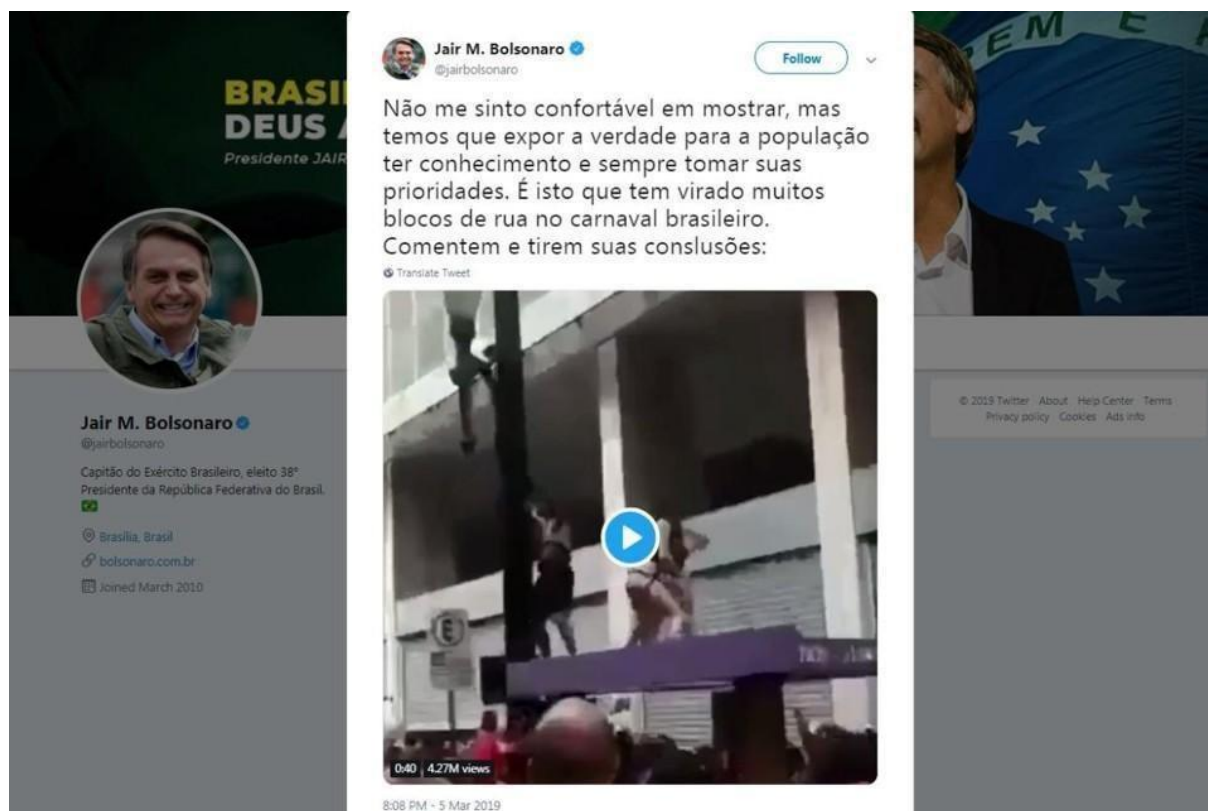 BRASI
DEUS A
Presidente JAIR
EM E
Jair M. Bolsonaro
@jairbolsonaro
Capitão do Exército Brasileiro, eleito 38°
Presidente da República Federativa do Brasil.
Brasília, Brasil
bolsonaro.com.br
Joined March 2010
Jair M. Bolsonaro
@jairbolsonaro
Follow
Não me sinto confortável em mostrar, mas
temos que expor a verdade para a população
ter conhecimento e sempre tomar suas
prioridades. É isto que tem virado muitos
blocos de rua no carnaval brasileiro.
Comentem e tirem suas conslusões:
Translate Tweet
E
0:40 4.27M views
8:08 PM - 5 Mar 2019
© 2019 Twitter About Help Center Terms
Privacy policy Cookies Ads info